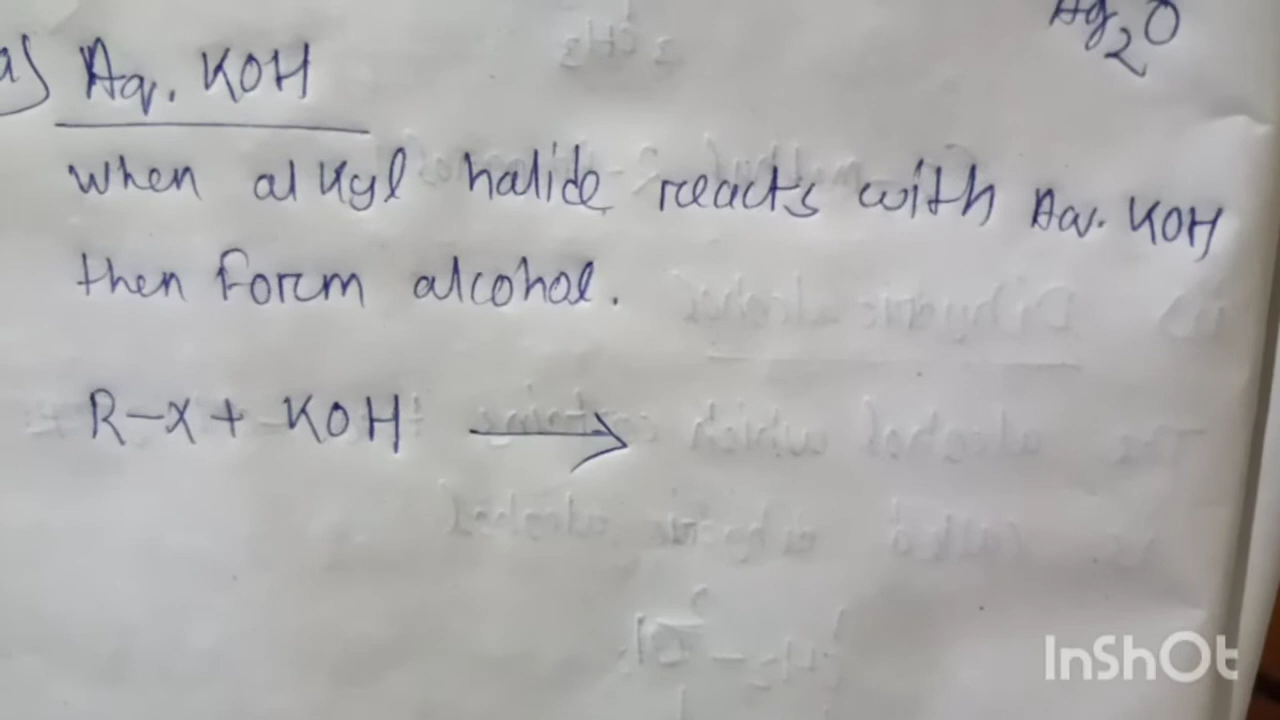 Ag2O
a) Aq. KOH
when alkyl halide reacts with Aq. KOH
then form alcohol.
R-X + KOH →
InShOt